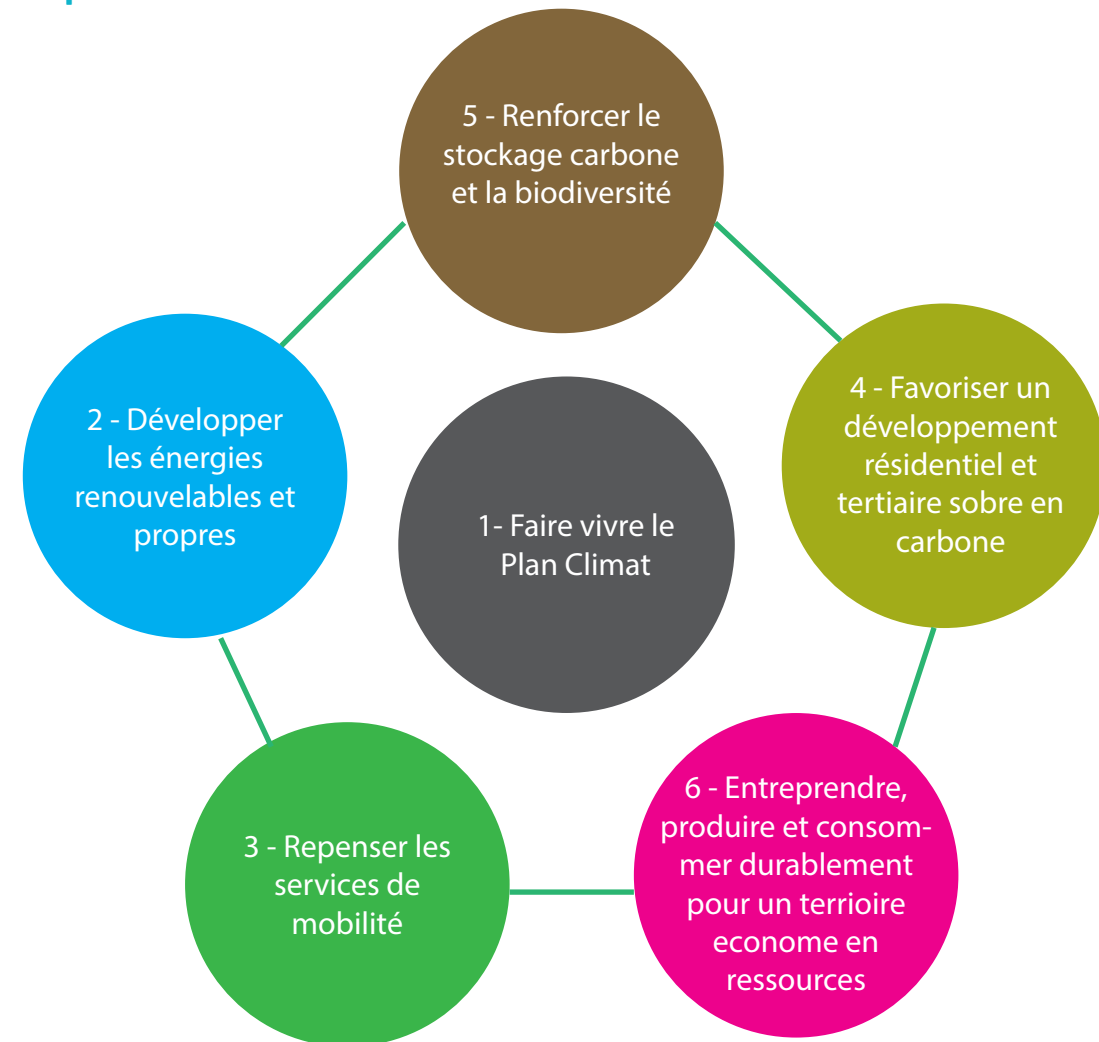 5 - Renforcer le
stockage carbone
et la biodiversité
2 - Développer
les énergies
renouvelables et
propres
4 - Favoriser un
développement
résidentiel et
tertiaire sobre en
carbone
1- Faire vivre le
Plan Climat
3 - Repenser les
services de
mobilité
6 - Entreprendre,
produire et consom-
mer durablement
pour un terrioire
econome en
ressources